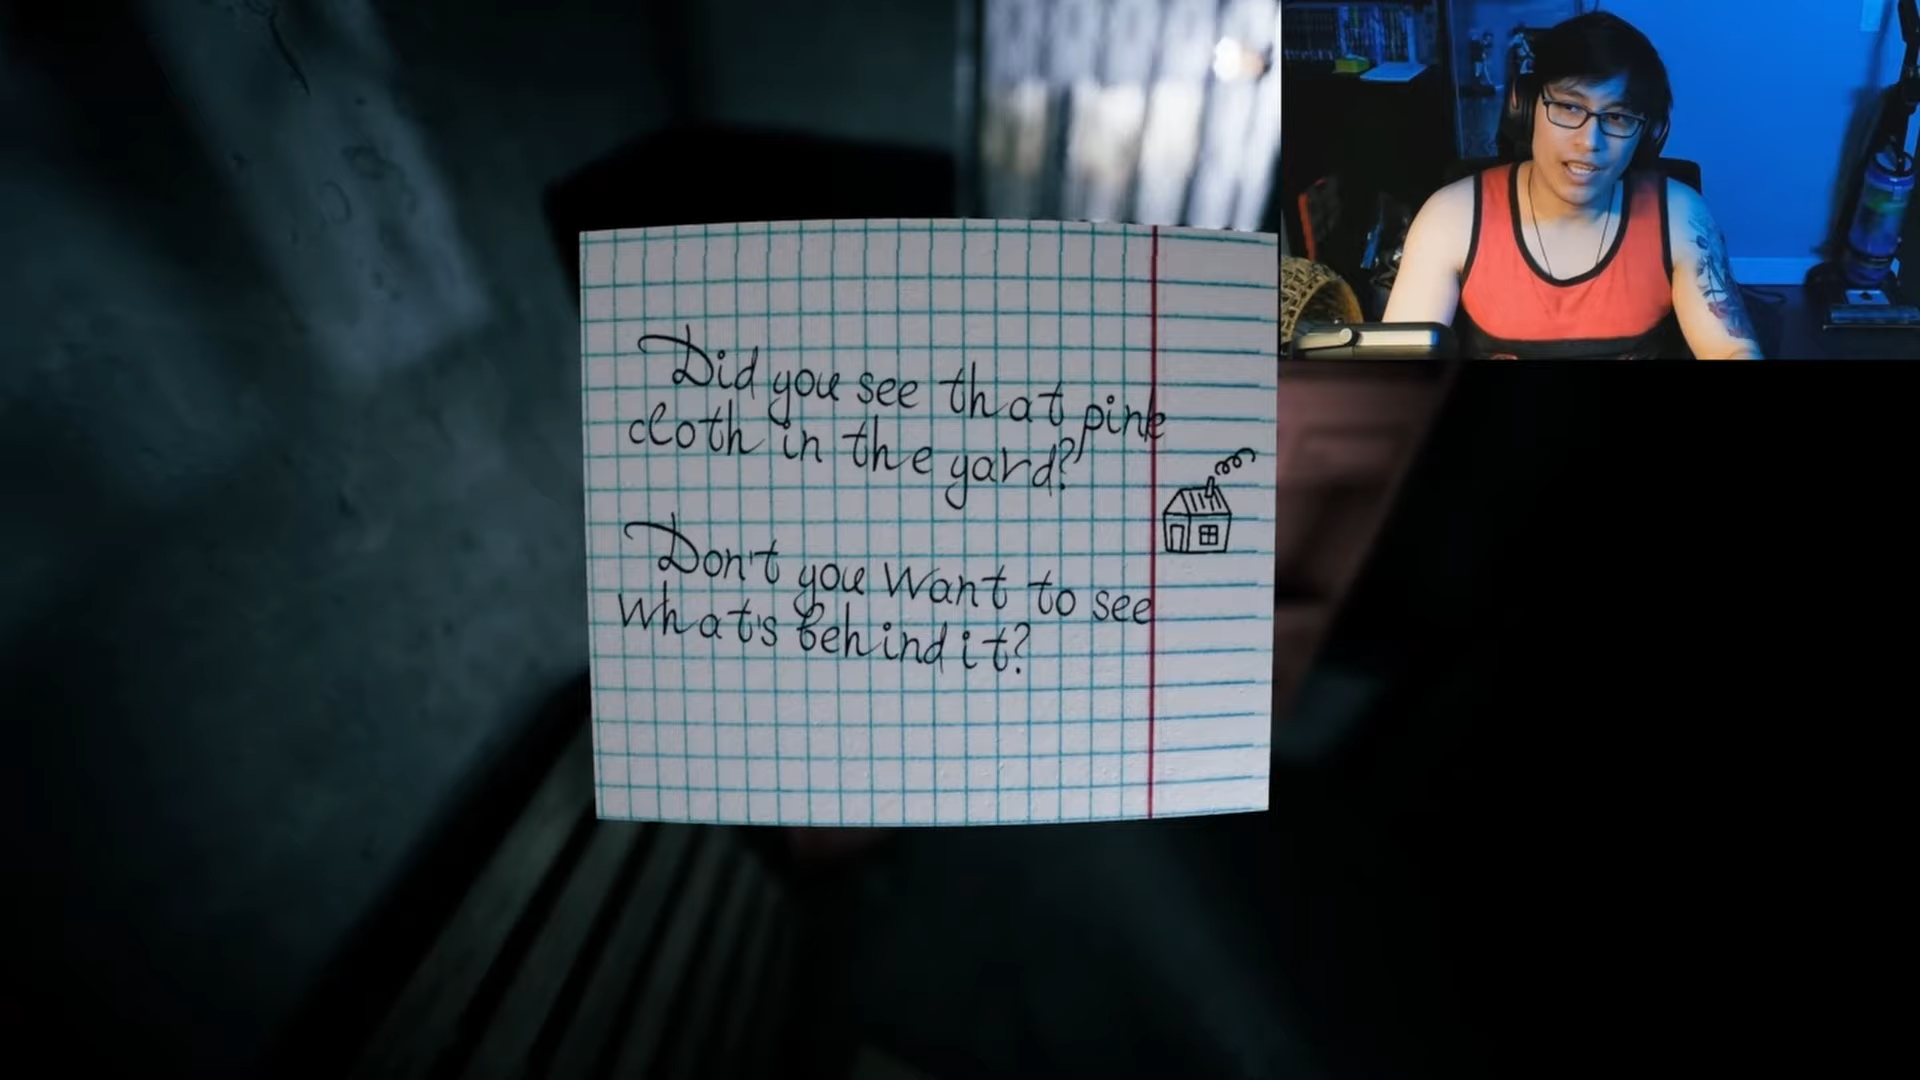 Did you see that pink
cloth in the yard?
Don't you want to see
what's behind it?